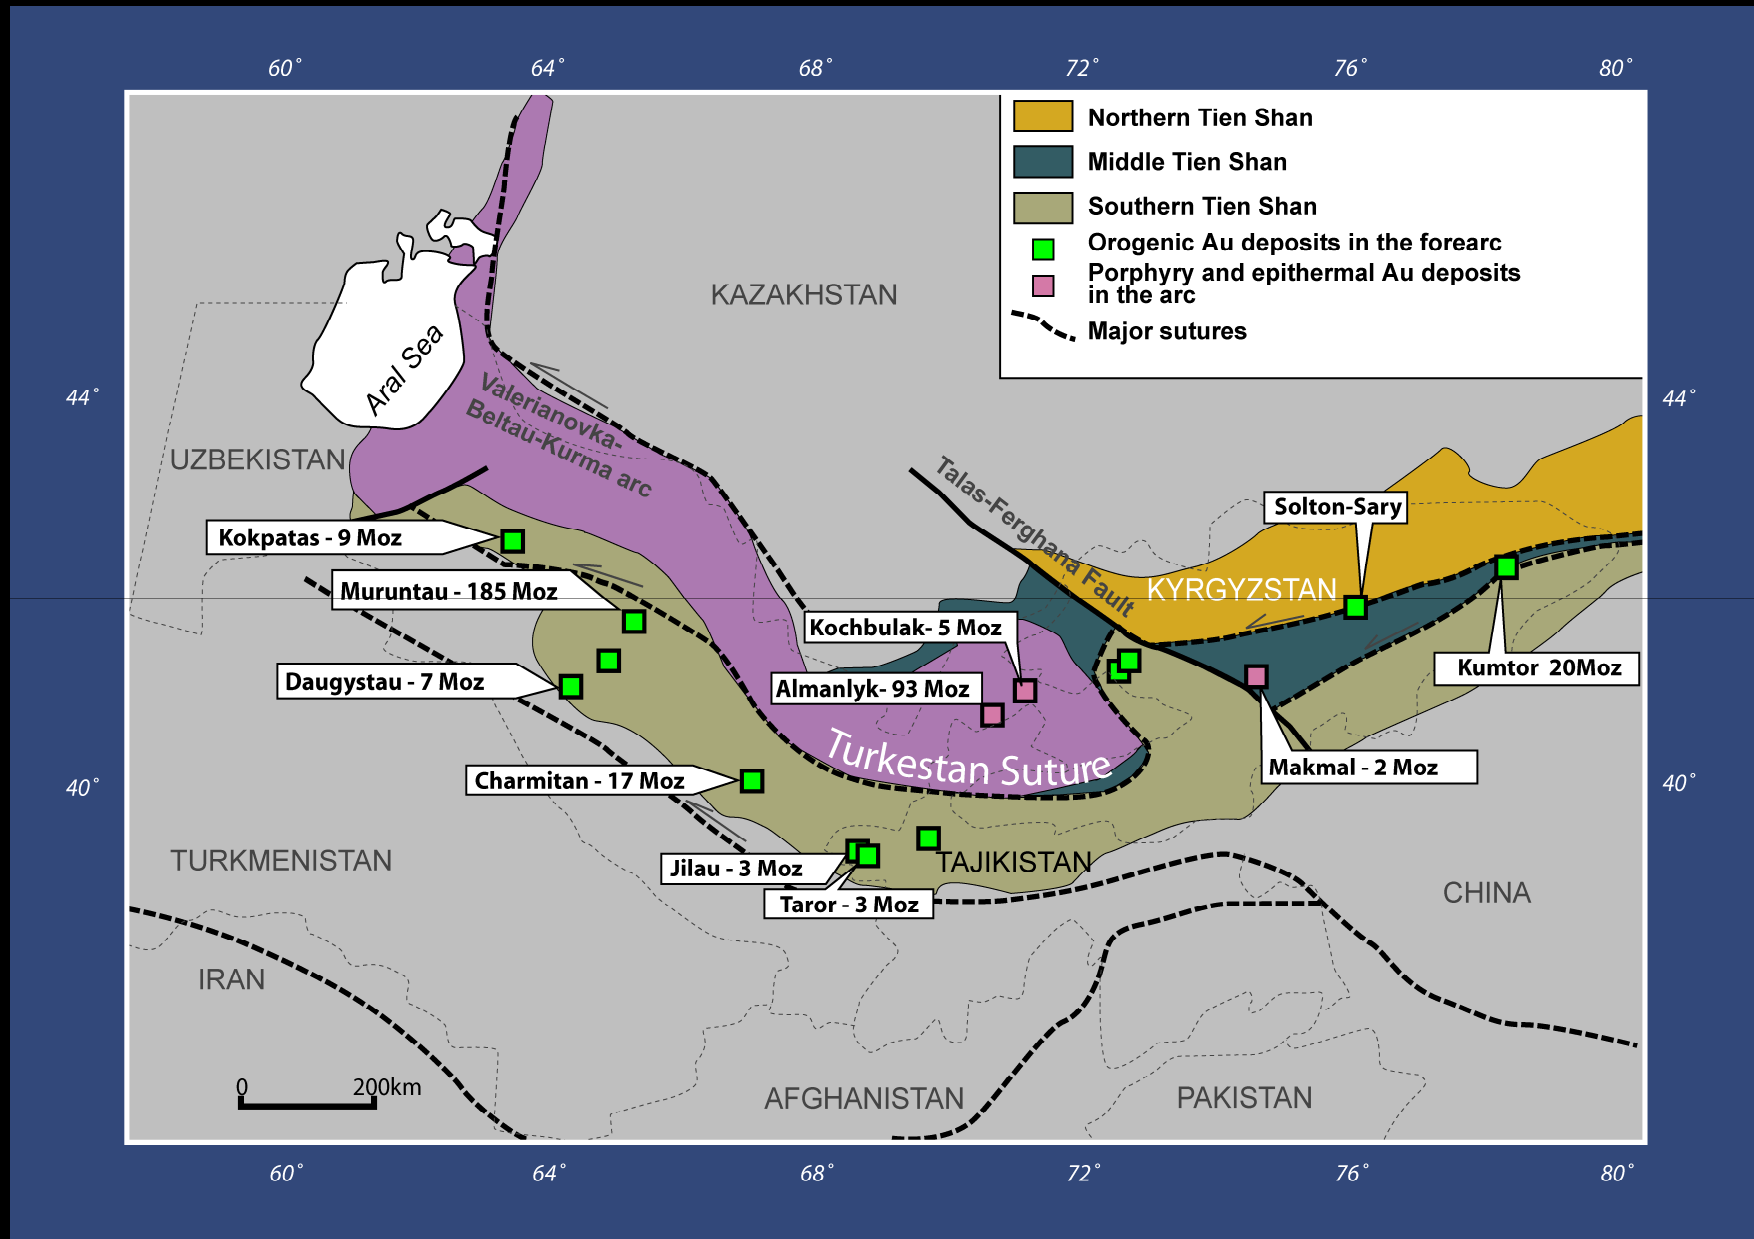 60°
64°
68°
72°
76°
80°
Northern Tien Shan
Middle Tien Shan
Southern Tien Shan
Orogenic Au deposits in the forearc
Porphyry and epithermal Au deposits
in the arc
Major sutures
KAZAKHSTAN
Aral Sea
44°
44°
Valerianovka-
Beltau-Kurma arc
UZBEKISTAN
Talas-Ferghana Fault
Solton-Sary
Kokpatas - 9 Moz
Muruntau - 185 Moz
KYRGYZSTAN
Kochbulak- 5 Moz
Kumtor 20Moz
Daugystau - 7 Moz
Almanlyk- 93 Moz
Turkestan Suture
Makmal - 2 Moz
Charmitan - 17 Moz
40°
40°
TURKMENISTAN
Jilau - 3 Moz
TAJIKISTAN
Taror - 3 Moz
CHINA
IRAN
0
200km
AFGHANISTAN
PAKISTAN
60°
64°
68°
72°
76°
80°